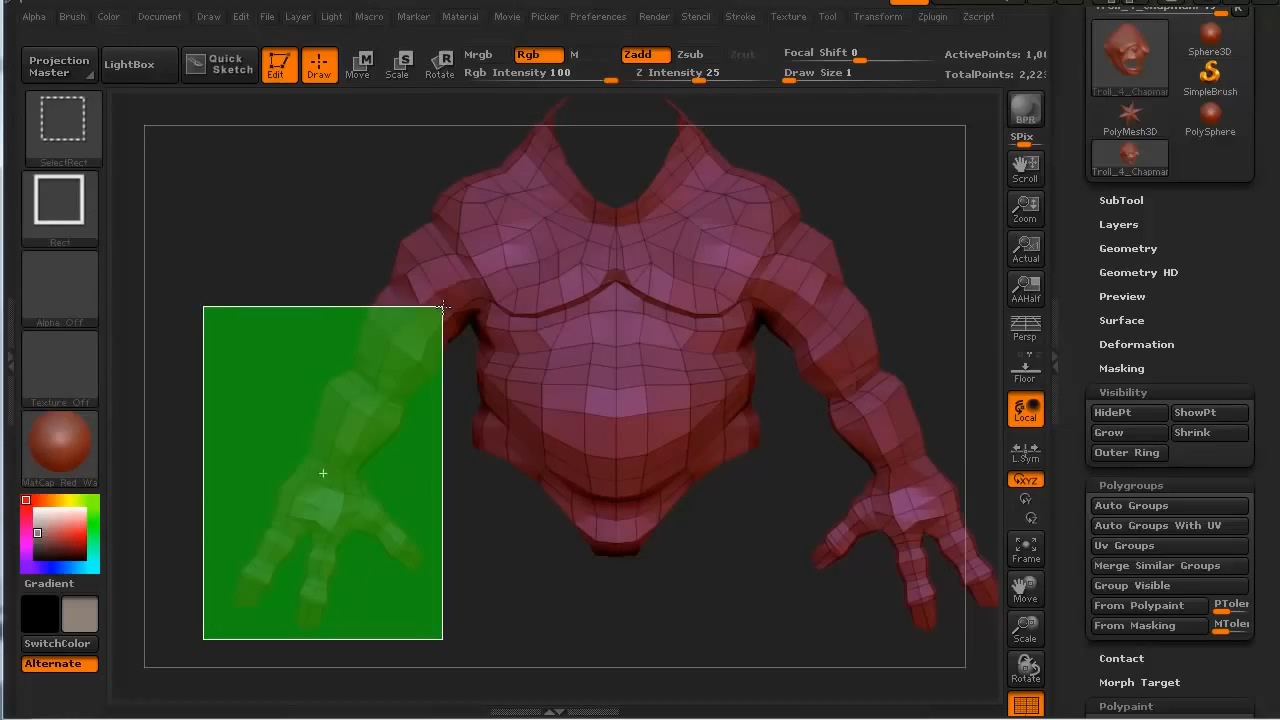 Alpha Brush Color Document Draw Edit File Layer Light Macro Marker Material Movie Picker Preferences Render Stencil Stroke Texture Tool Transform Zplugin Zscript
Projection Master
LightBox
Quick Sketch
Edit
Draw
Move
Scale
Rotate
Mrgb Rgb M
Rgb Intensity 100
Zadd Zsub Zcut
Z Intensity 25
Focal Shift 0
Draw Size 1
ActivePoints: 1,0
TotalPoints: 2,22
SelectRect
Rect
Alpha Off
Texture Off
MatCap Red Wa
Gradient
SwitchColor
Alternate
BPR
SPix
Scroll
Zoom
Actual
AAHalf
Persp
Floor
Local
L.Sym
XYZ
Frame
Move
Scale
Rotate
R
Sphere3D
Troll_4_Chapmar
SimpleBrush
PolyMesh3D
PolySphere
Troll_4_Chapmar
SubTool
Layers
Geometry
Geometry HD
Preview
Surface
Deformation
Masking
Visibility
HidePt ShowPt
Grow Shrink
Outer Ring
Polygroups
Auto Groups
Auto Groups With UV
Uv Groups
Merge Similar Groups
Group Visible
From Polypaint PToler
From Masking MToler
Contact
Morph Target
Polypaint